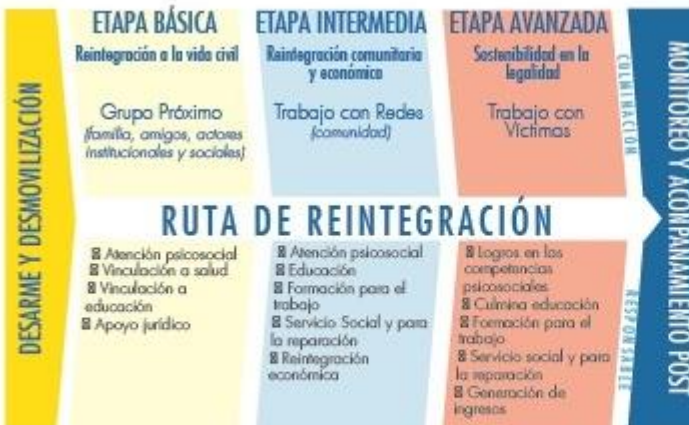 DESARME Y DESMOVILIZACIÓN
ETAPA BÁSICA
Reintegración a la vida civil
Grupo Próximo
(familia, amigos, actores
institucionales y sociales)
ETAPA INTERMEDIA
Reintegración comunitaria
y económica
Trabajo con Redes
(comunidad)
ETAPA AVANZADA
Sostenibilidad en la
legalidad
Trabajo con
Víctimas
RUTA DE REINTEGRACIÓN
Atención psicosocial
Vinculación a salud
Vinculación a
educación
Apoyo jurídico
Atención psicosocial
Educación
Formación para el
trabajo
Servicio Social y para
la reparación
Reintegración
económica
Logros en las
competencias
psicosociales
Culmina educación
Formación para el
trabajo
Servicio social y para
la reparación
Generación de
ingresos
CULMINACIÓN
RESPONSABLE
MONITOREO Y ACOMPAÑAMIENTO POST